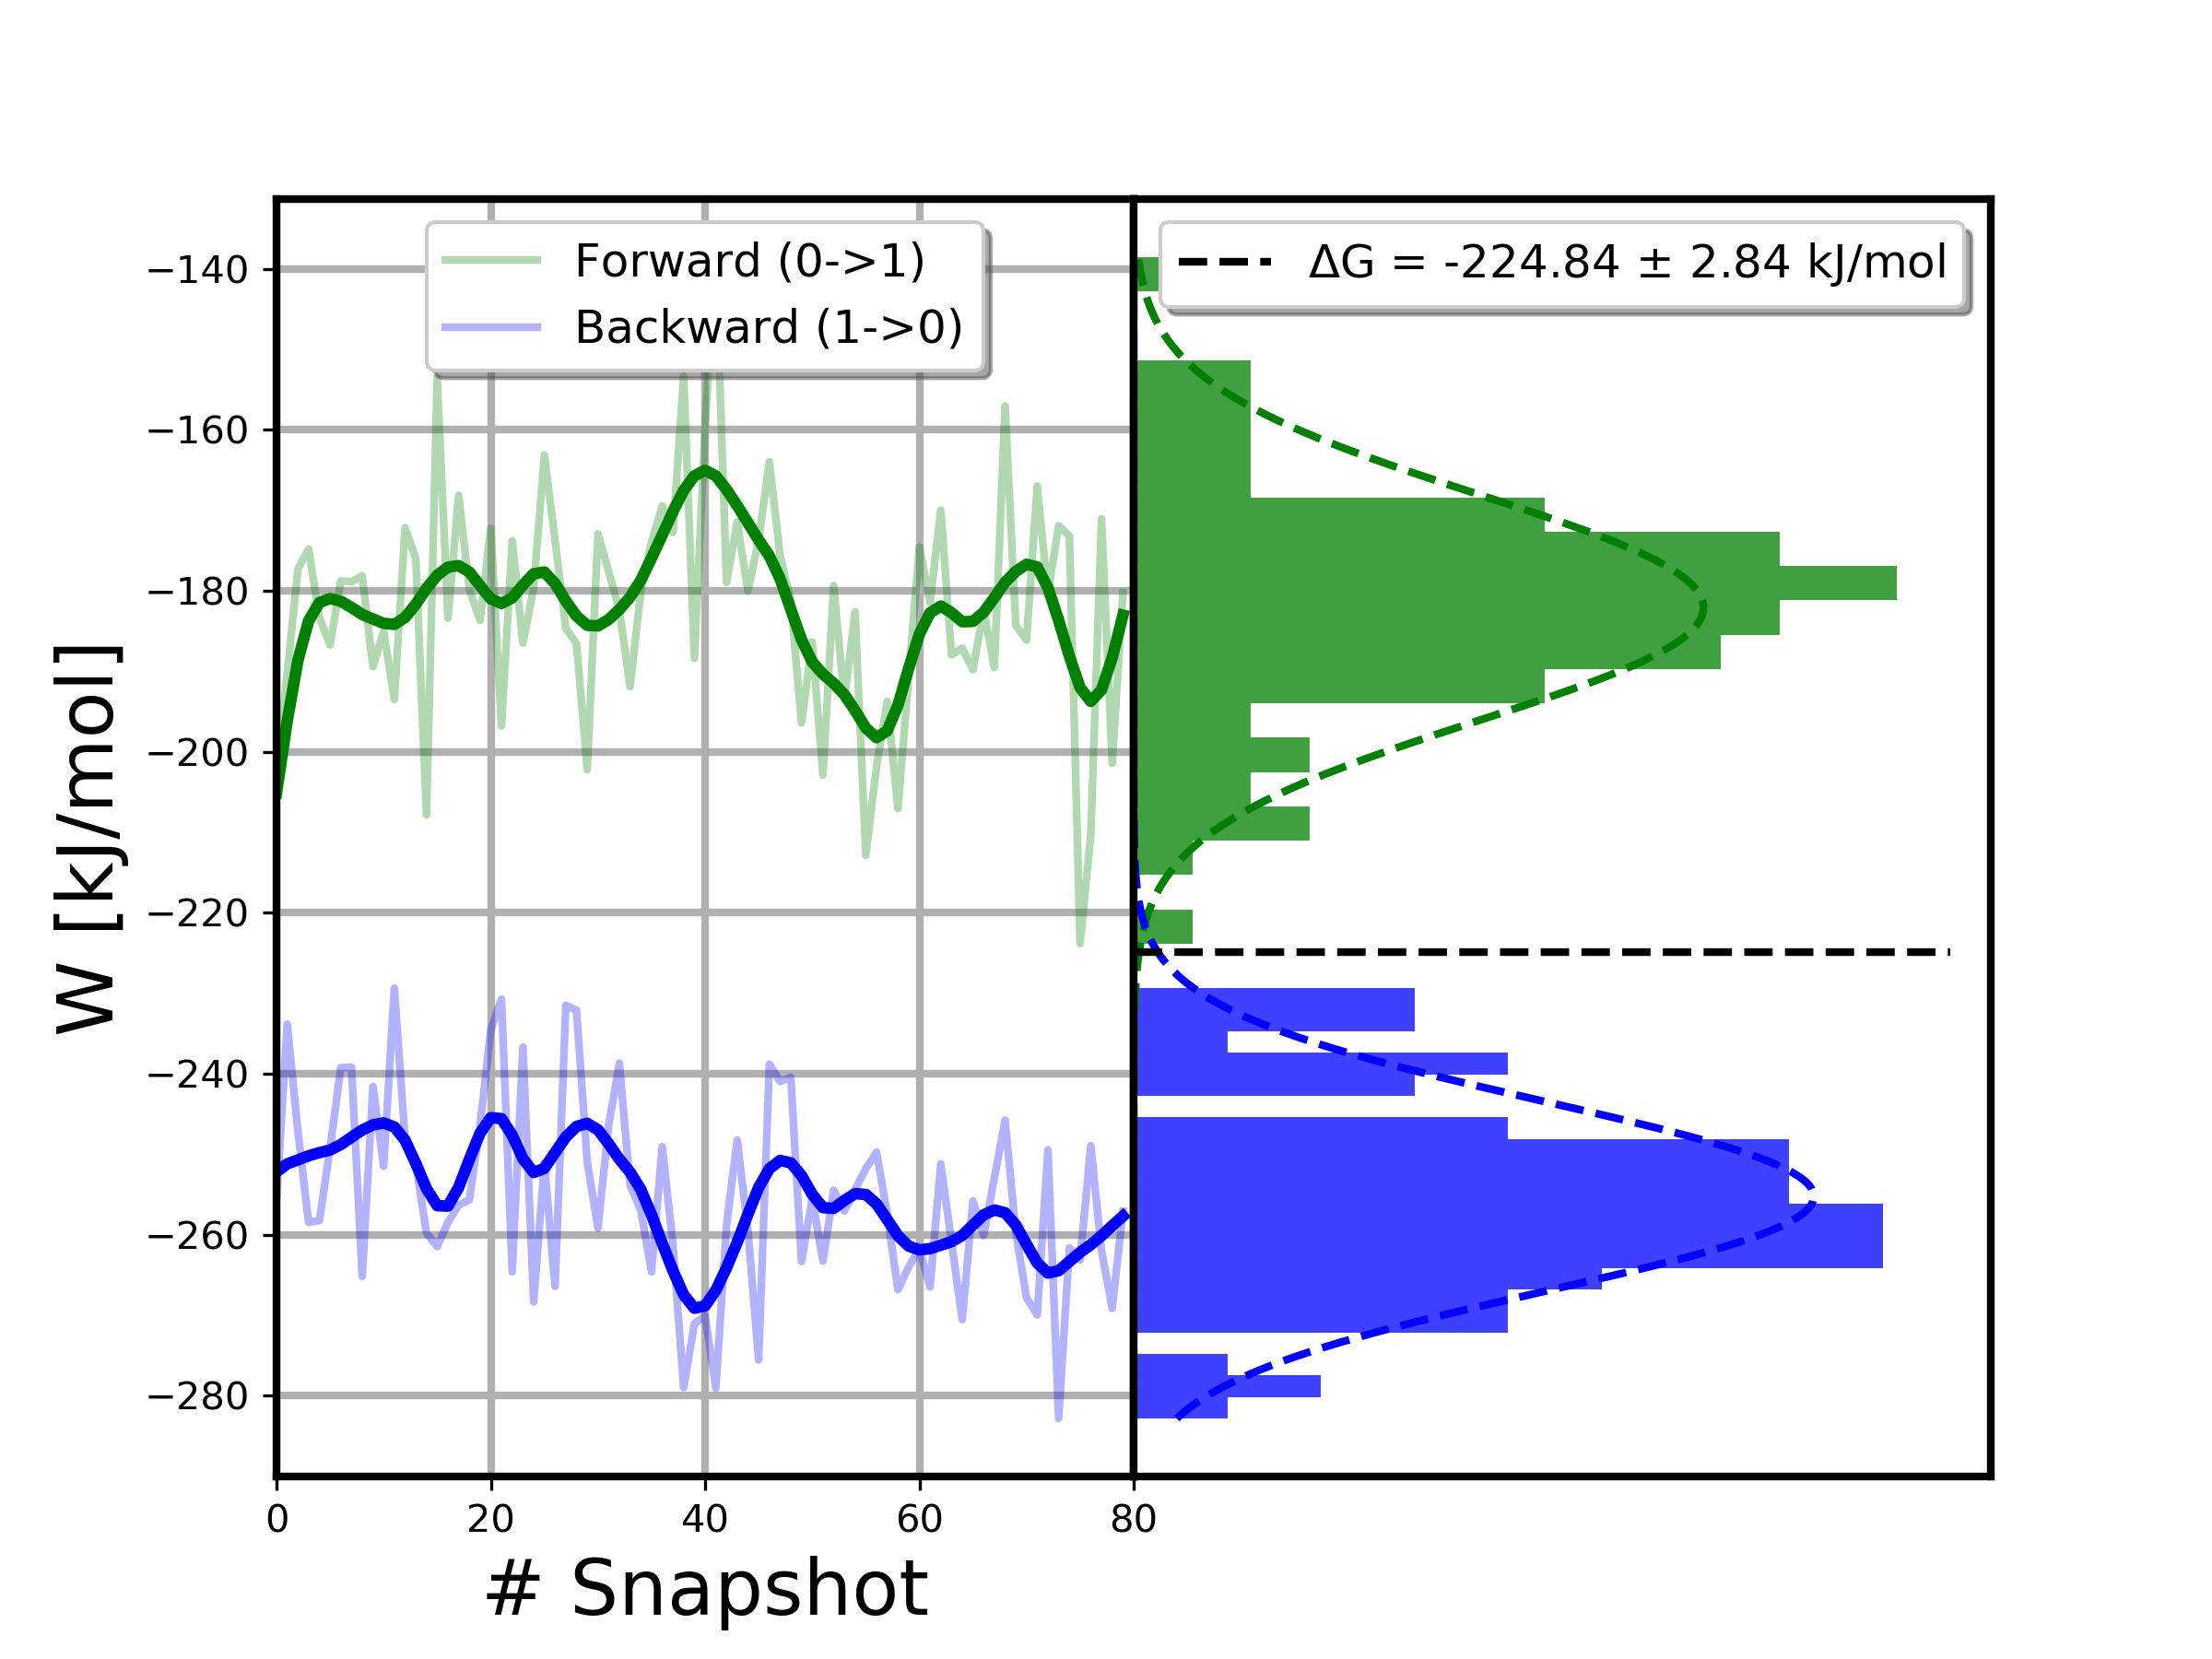 Forward (0->1)
Backward (1->0)
ΔG = -224.84 ± 2.84 kJ/mol
W [kJ/mol]
−140
−160
−180
−200
−220
−240
−260
−280
0 20 40 60 80
# Snapshot